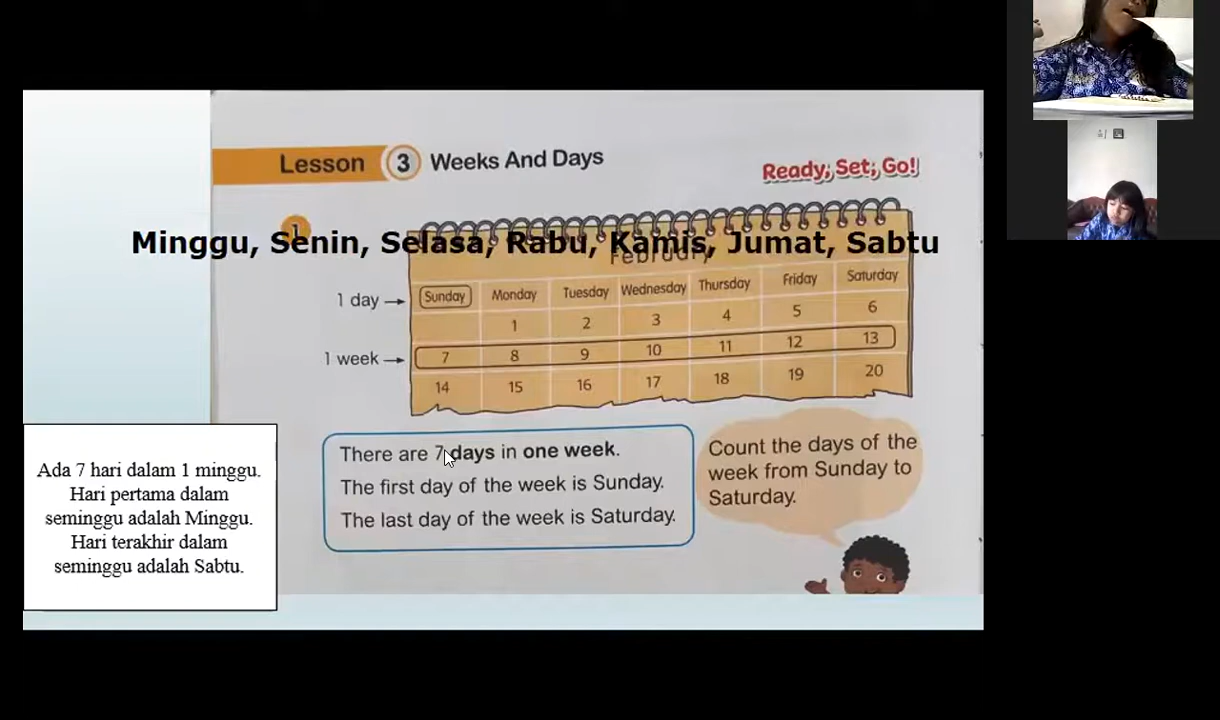 Lesson 3 Weeks And Days
Ready, Set, Go!
1
Minggu, Senin, Selasa, Rabu, Kamis, Jumat, Sabtu
February
1 day Sunday Monday Tuesday Wednesday Thursday Friday Saturday
1 2 3 4 5 6
1 week 7 8 9 10 11 12 13
14 15 16 17 18 19 20
There are 7 days in one week.
The first day of the week is Sunday.
The last day of the week is Saturday.
Count the days of the
week from Sunday to
Saturday.
Ada 7 hari dalam 1 minggu.
Hari pertama dalam
seminggu adalah Minggu.
Hari terakhir dalam
seminggu adalah Sabtu.